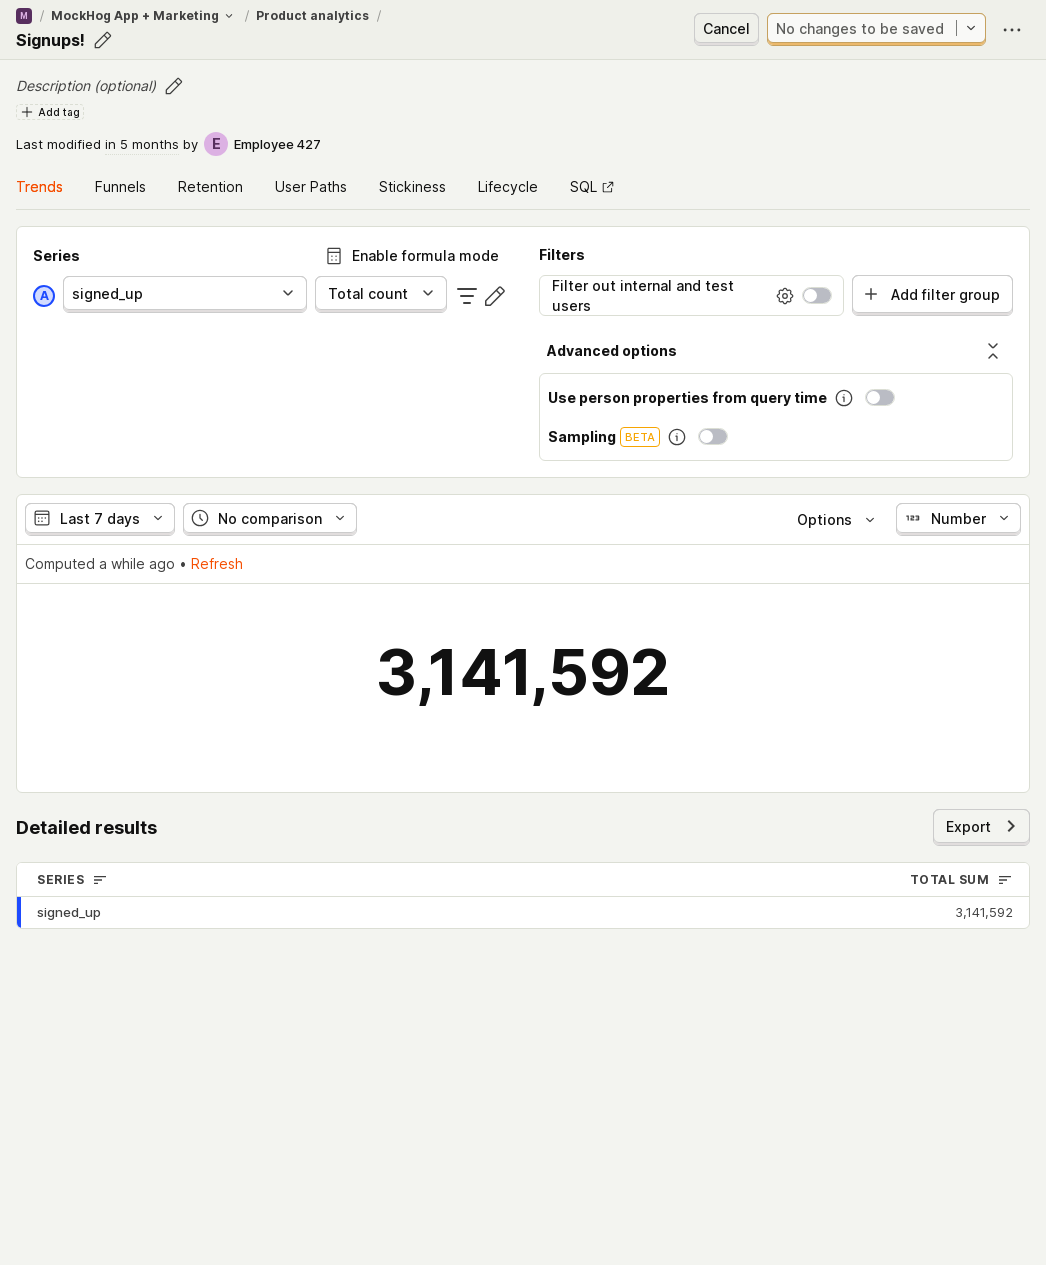 M / MockHog App + Marketing / Product analytics /
Signups!
Cancel
No changes to be saved
Description (optional)
Add tag
Last modified in 5 months by E Employee 427
Trends
Funnels
Retention
User Paths
Stickiness
Lifecycle
SQL
Series
Enable formula mode
A
signed_up
Total count
Filters
Filter out internal and test
users
Add filter group
Advanced options
Use person properties from query time
Sampling BETA
Last 7 days
No comparison
Options
123 Number
Computed a while ago • Refresh
3,141,592
Detailed results
Export
SERIES
TOTAL SUM
signed_up
3,141,592